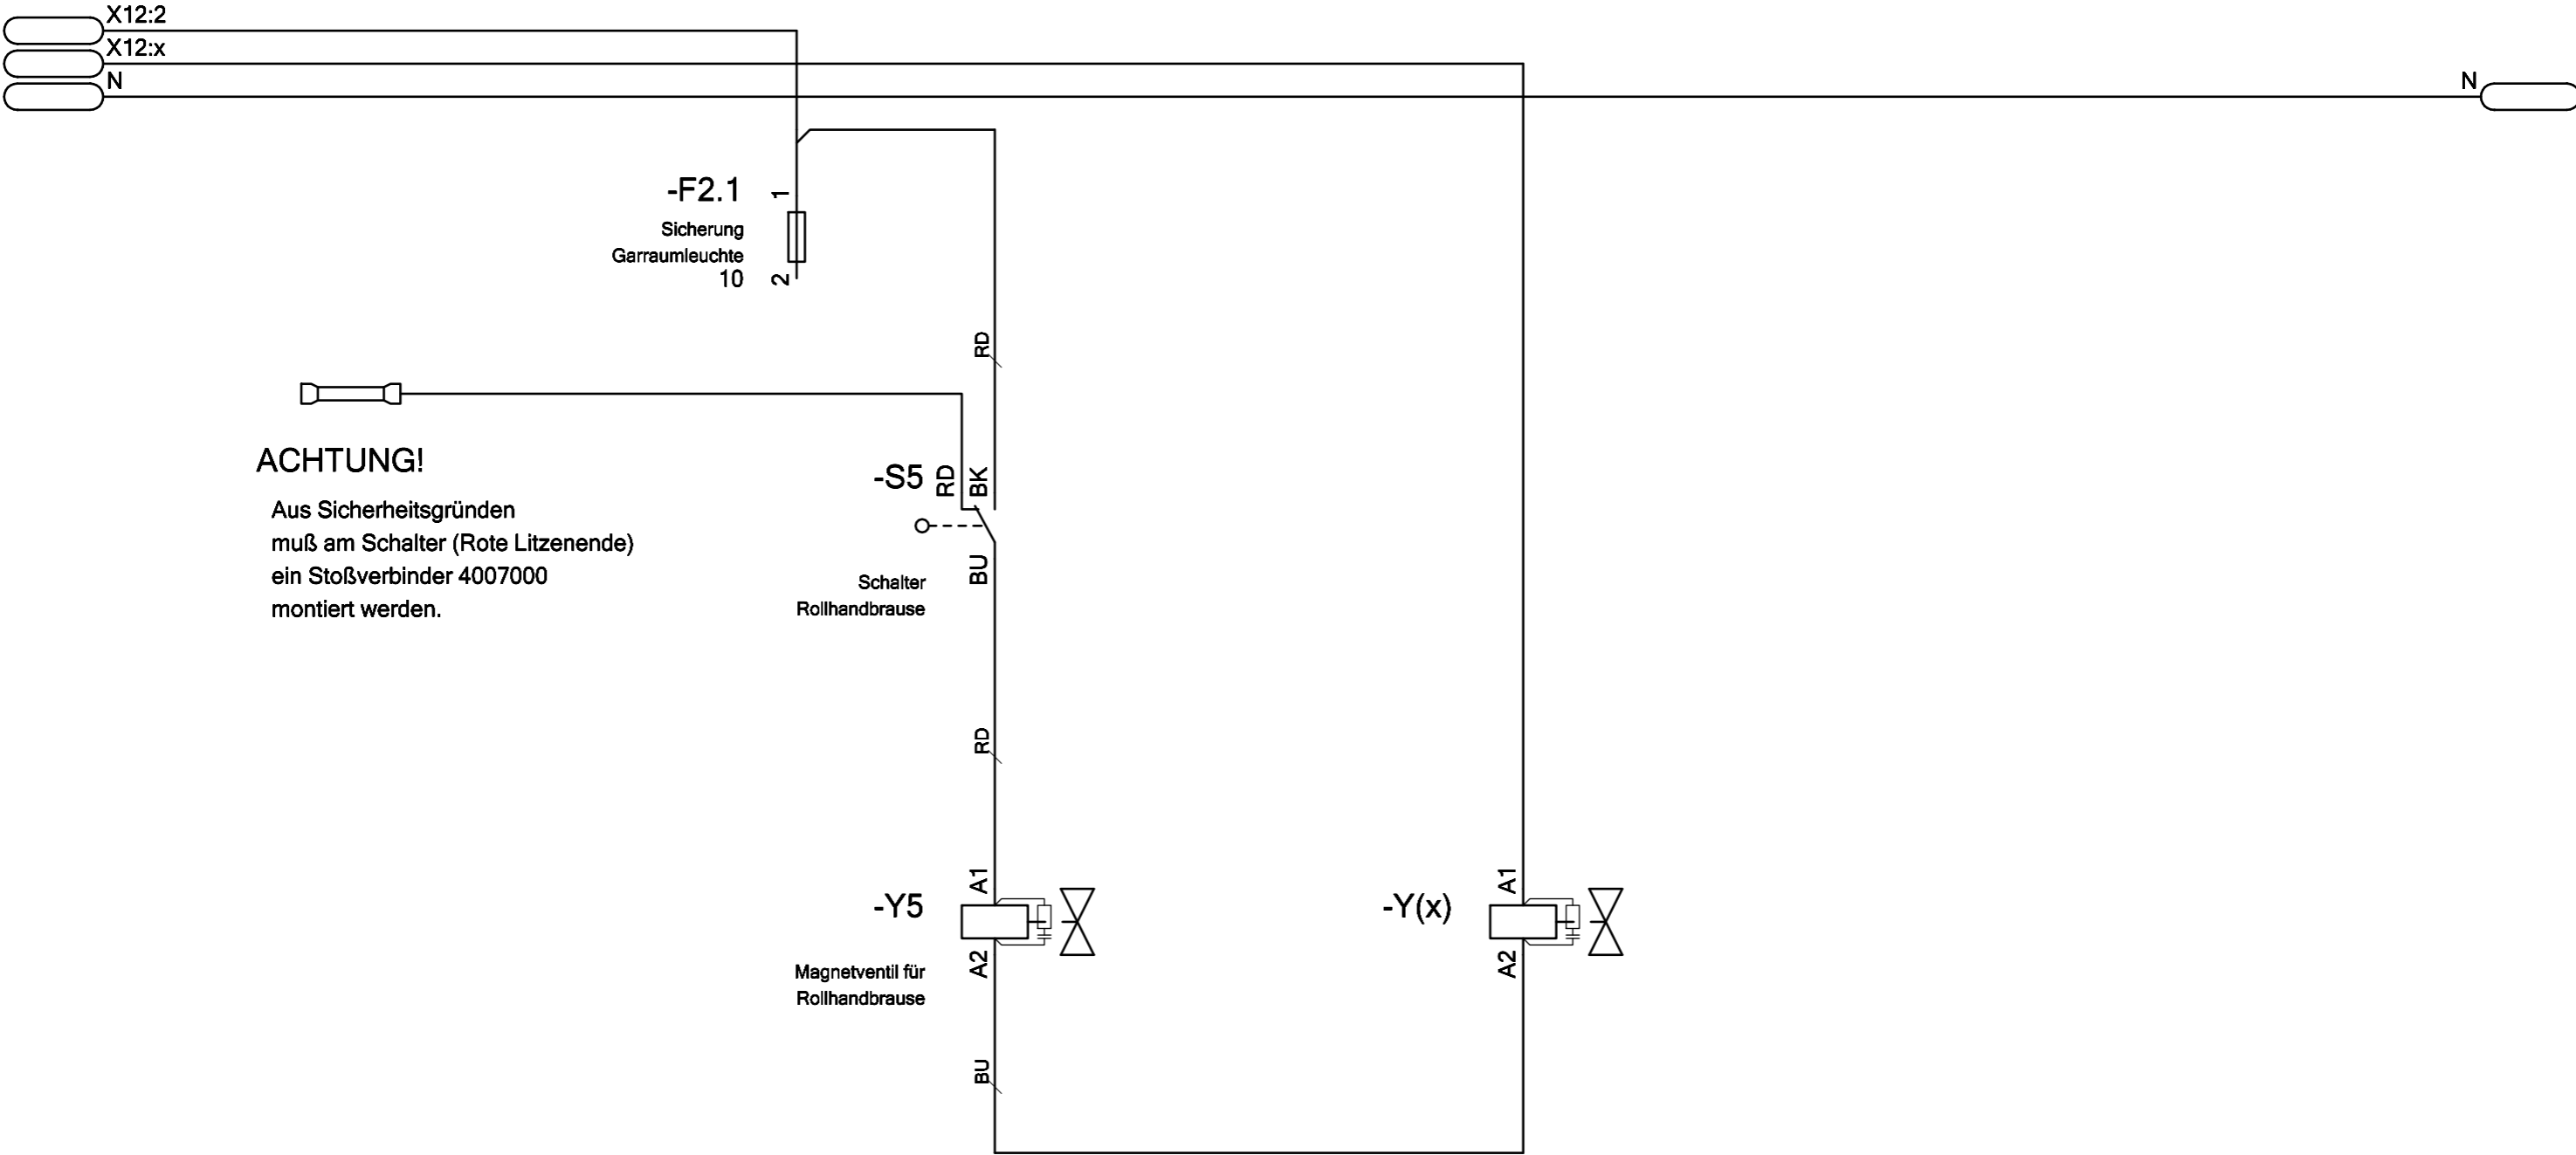 X12:2
X12:x
N
N
-F2.1
1
Sicherung
Garraumleuchte
10
2
RD
ACHTUNG!
Aus Sicherheitsgründen
muß am Schalter (Rote Litzenende)
ein Stoßverbinder 4007000
montiert werden.
-S5
RD
BK
BU
Schalter
Rollhandbrause
RD
-Y5
A1
A2
Magnetventil für
Rollhandbrause
BU
-Y(x)
A1
A2